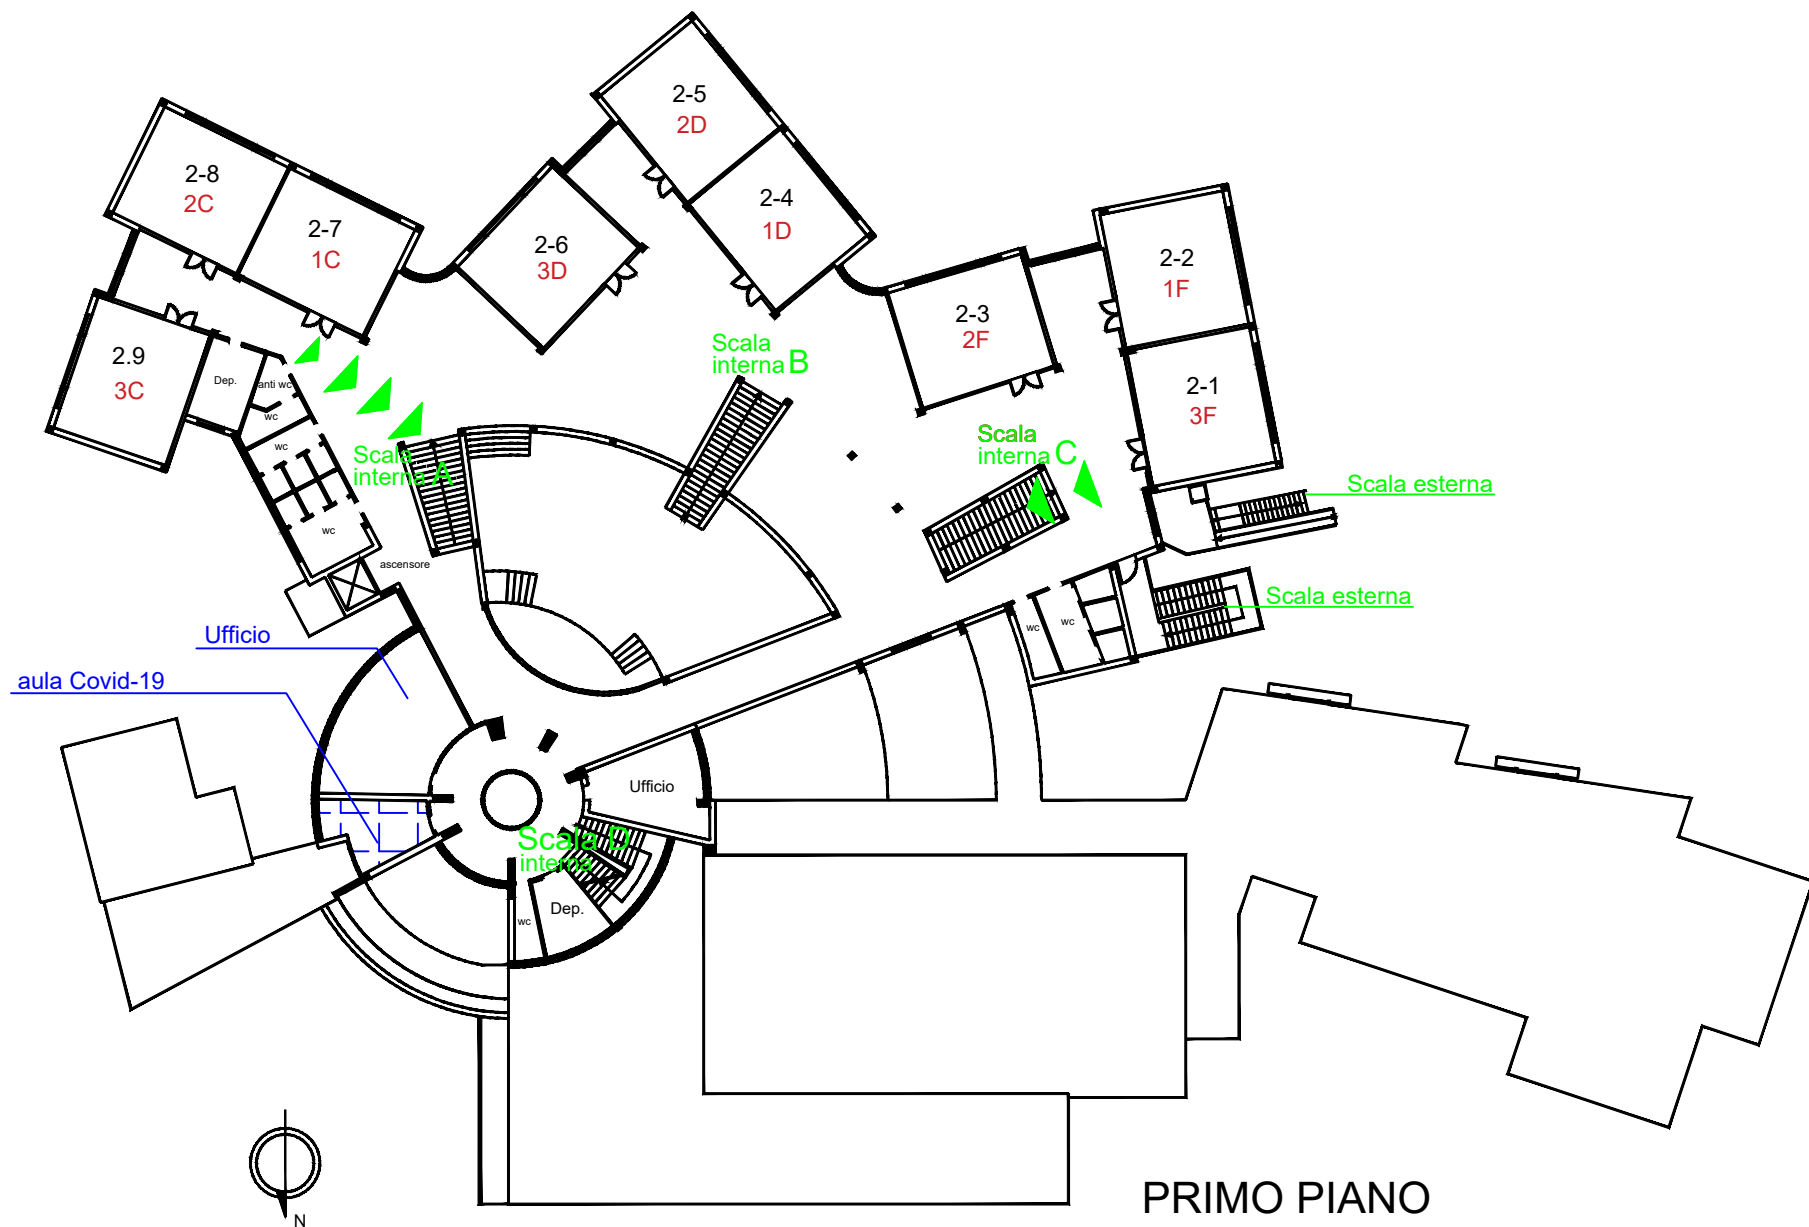 2-5
2D
2-8
2C
2-7
1C
2-6
3D
2-4
1D
2-2
1F
2-3
2F
2.9
3C
Dep.
anti wc
wc
wc
wc
2-1
3F
Scala
interna B
Scala
interna A
Scala
interna C
Scala esterna
Scala esterna
ascensore
Ufficio
aula Covid-19
wc
wc
Ufficio
Scala D
interna
Dep.
wc
N
PRIMO PIANO